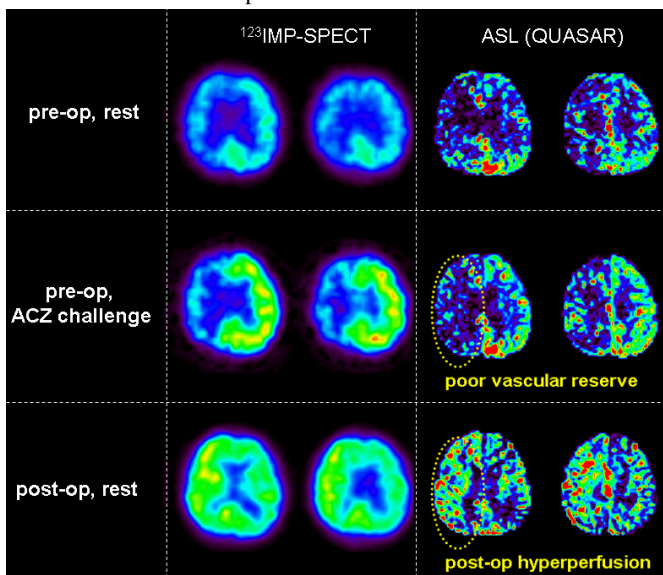 ¹²³IMP-SPECT
ASL (QUASAR)
pre-op, rest
pre-op,
ACZ challenge
poor vascular reserve
post-op, rest
post-op hyperperfusion